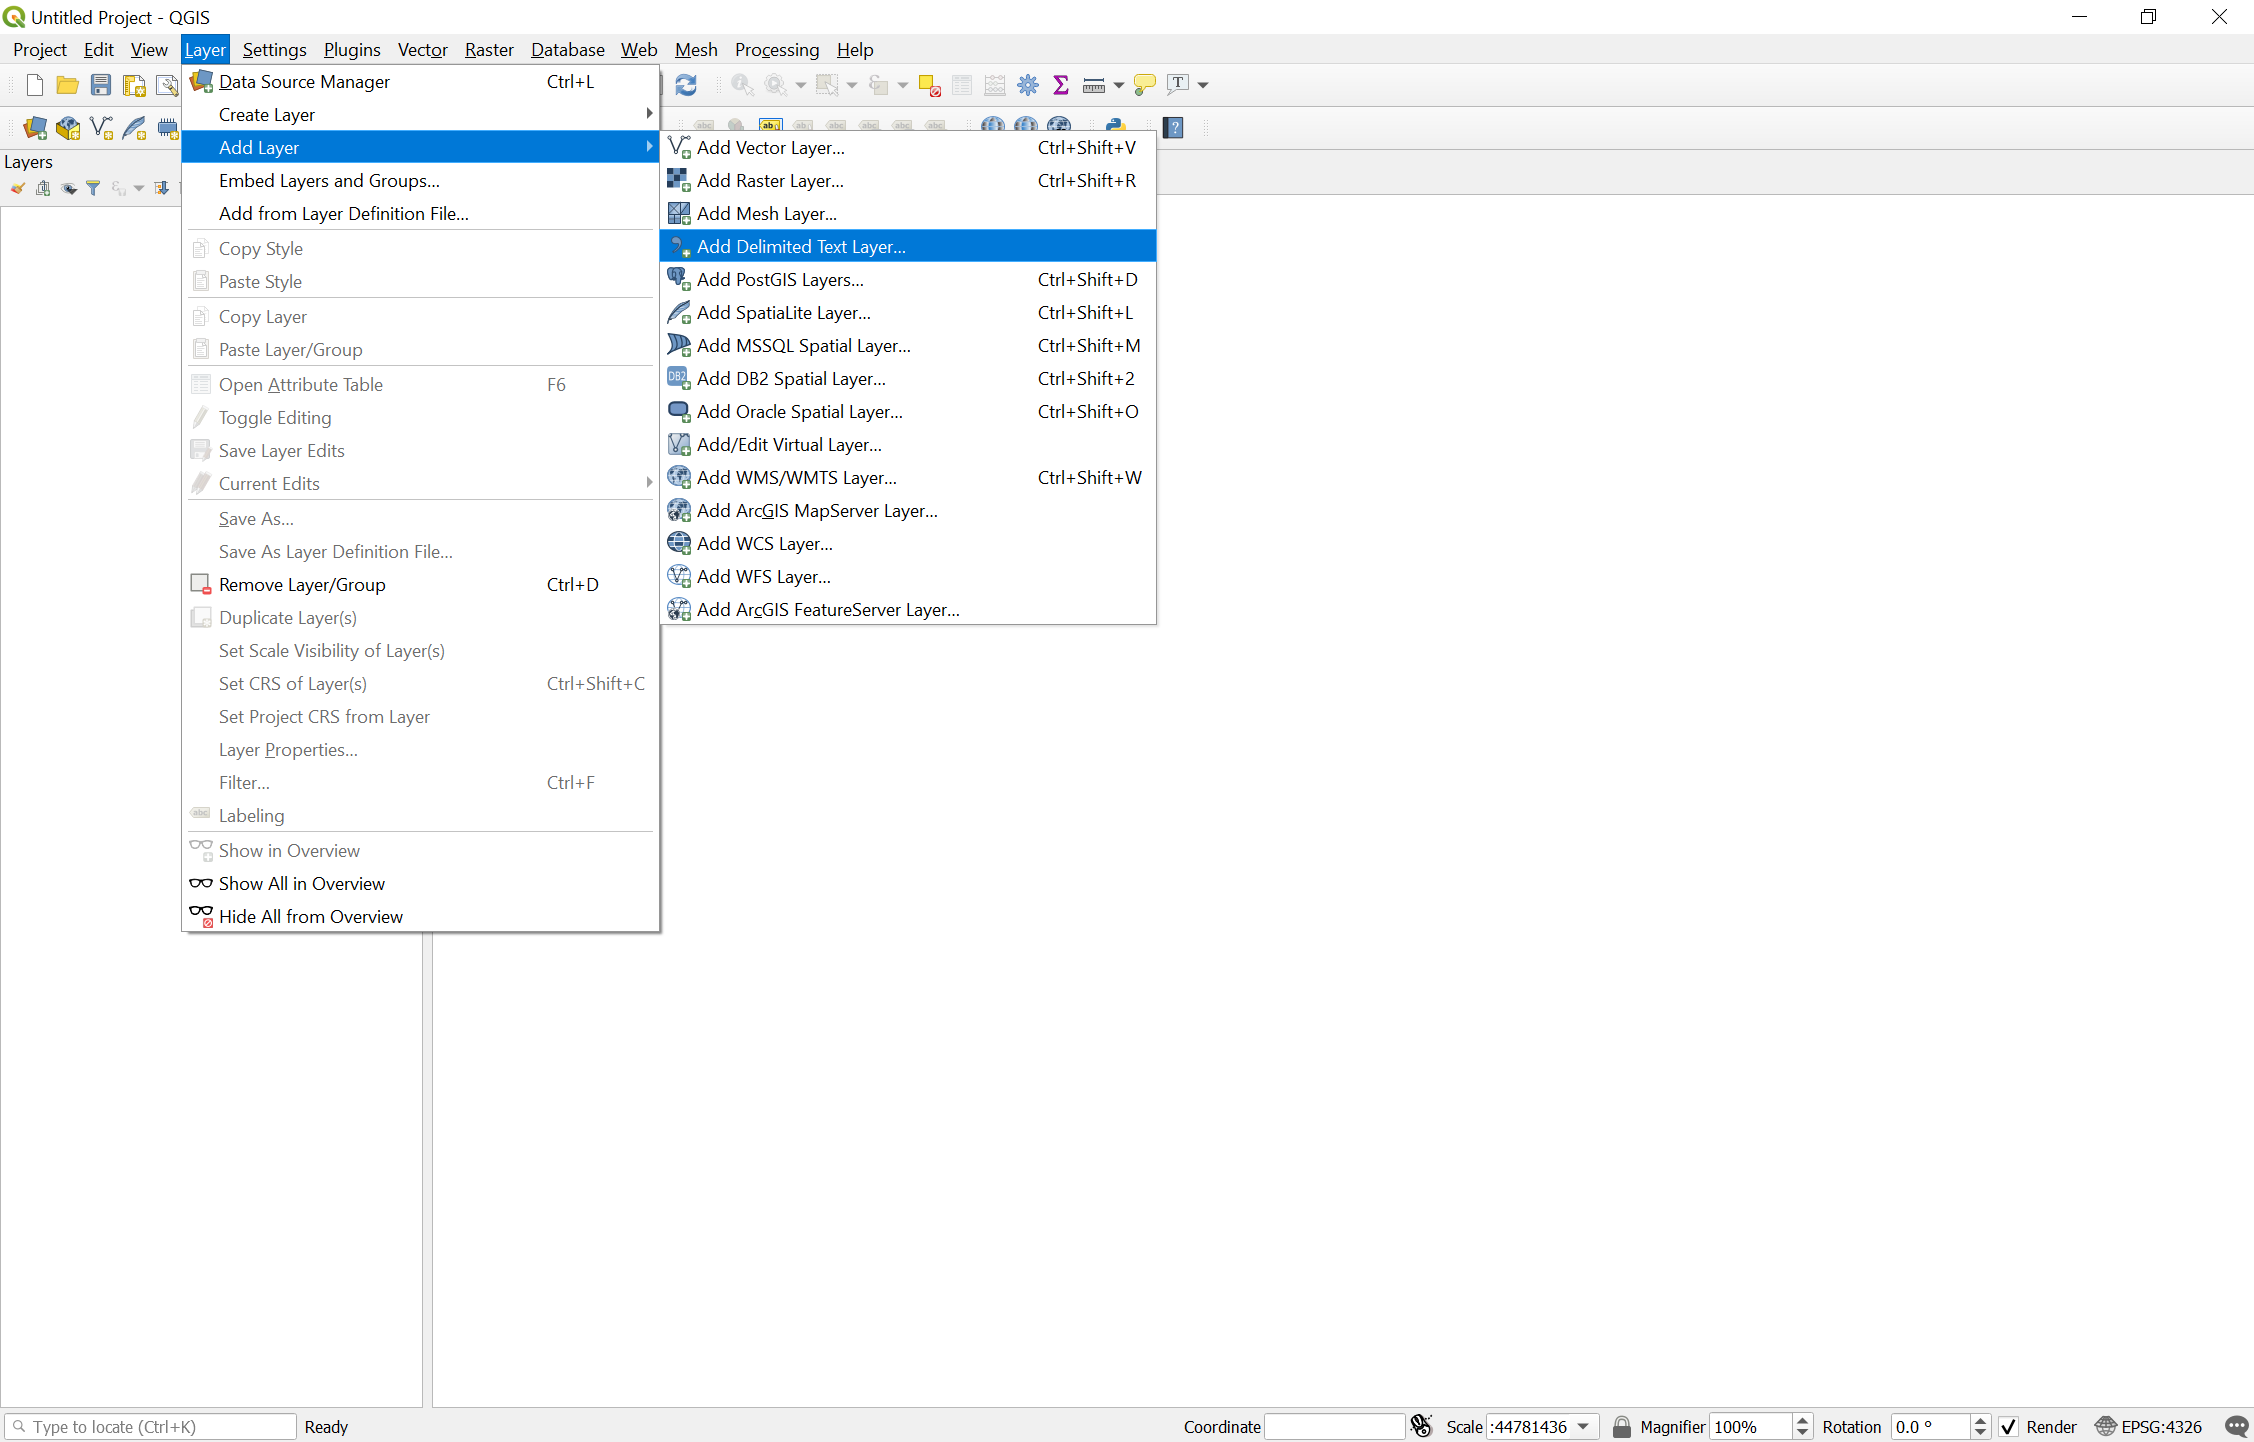 Untitled Project - QGIS
Project Edit View Layer Settings Plugins Vector Raster Database Web Mesh Processing Help
Data Source Manager Ctrl+L
Create Layer
Add Layer
Embed Layers and Groups...
Add from Layer Definition File...
Copy Style
Paste Style
Copy Layer
Paste Layer/Group
Open Attribute Table F6
Toggle Editing
Save Layer Edits
Current Edits
Save As...
Save As Layer Definition File...
Remove Layer/Group Ctrl+D
Duplicate Layer(s)
Set Scale Visibility of Layer(s)
Set CRS of Layer(s) Ctrl+Shift+C
Set Project CRS from Layer
Layer Properties...
Filter... Ctrl+F
abc Labeling
Show in Overview
Show All in Overview
Hide All from Overview
Layers
Add Vector Layer... Ctrl+Shift+V
Add Raster Layer... Ctrl+Shift+R
Add Mesh Layer...
Add Delimited Text Layer...
Add PostGIS Layers... Ctrl+Shift+D
Add SpatiaLite Layer... Ctrl+Shift+L
Add MSSQL Spatial Layer... Ctrl+Shift+M
DB2 Add DB2 Spatial Layer... Ctrl+Shift+2
Add Oracle Spatial Layer... Ctrl+Shift+O
Add/Edit Virtual Layer...
Add WMS/WMTS Layer... Ctrl+Shift+W
Add ArcGIS MapServer Layer...
Add WCS Layer...
Add WFS Layer...
Add ArcGIS FeatureServer Layer...
Type to locate (Ctrl+K) Ready Coordinate Scale :44781436 Magnifier 100% Rotation 0.0 ° Render EPSG:4326